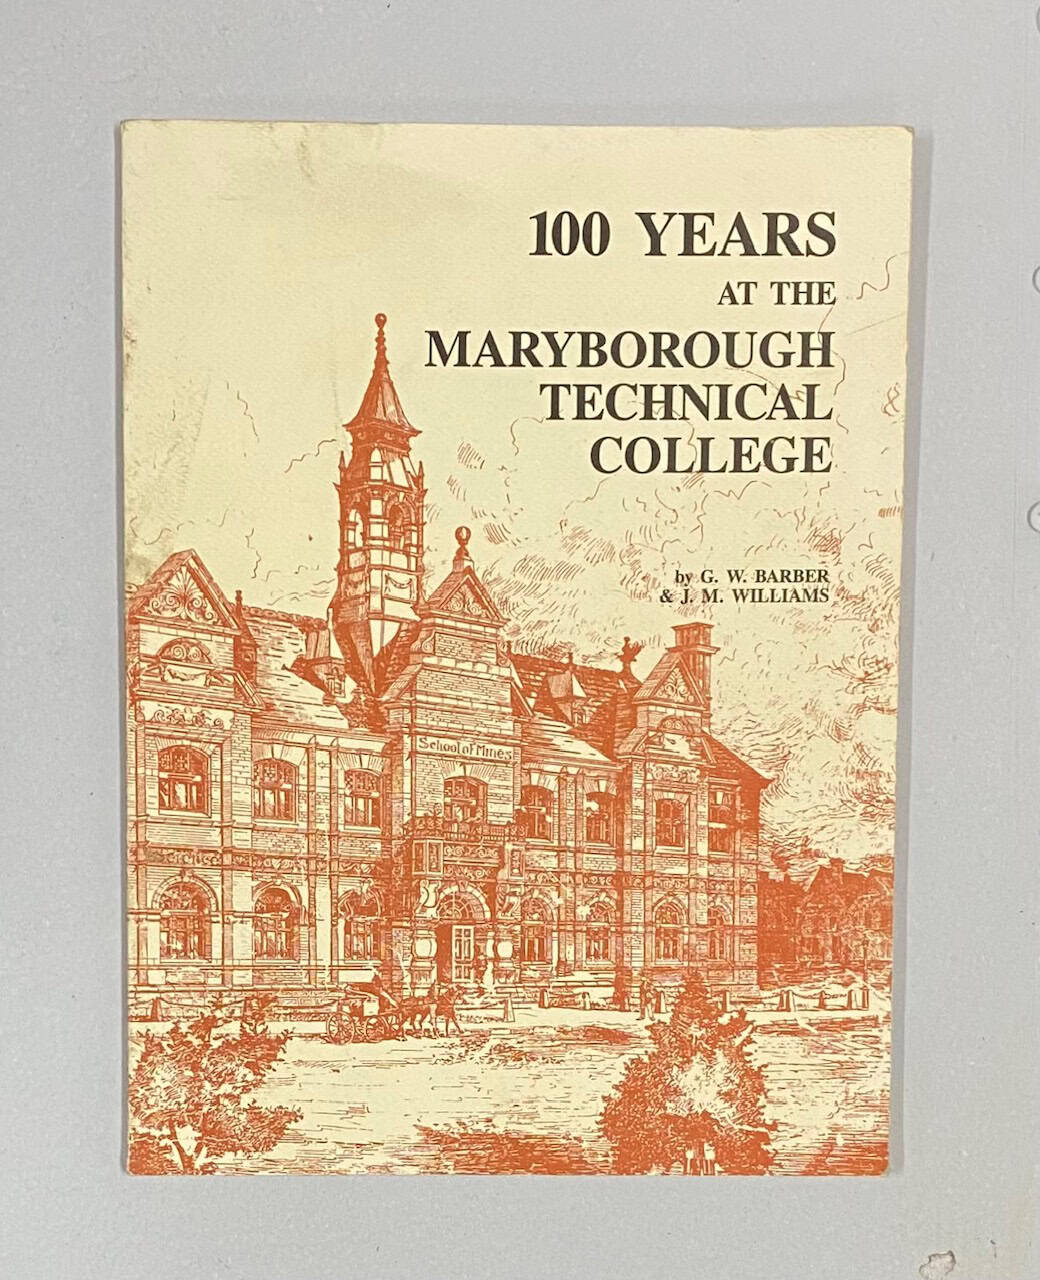 100 YEARS
AT THE
MARYBOROUGH
TECHNICAL
COLLEGE
by G. W. BARBER
& J. M. WILLIAMS
School of Mines